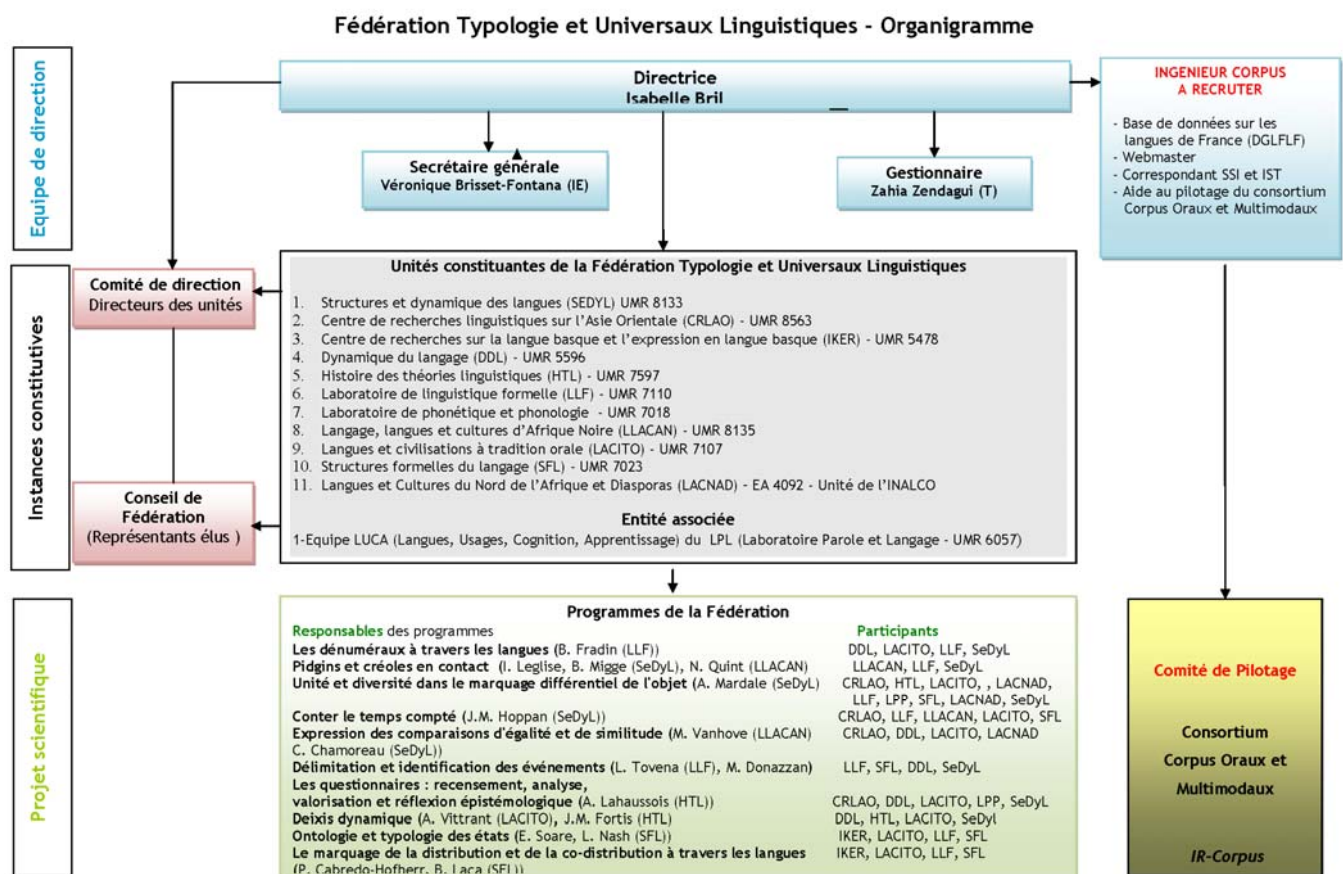 Fédération Typologie et Universaux Linguistiques - Organigramme
Equipe de direction
Directrice
Isabelle Bril
Secrétaire générale
Véronique Brisset-Fontana (IE)
Gestionnaire
Zahia Zendagui (T)
INGENIEUR CORPUS
A RECRUTER
- Base de données sur les
langues de France (DGLFLF)
- Webmaster
- Correspondant SSI et IST
- Aide au pilotage du consortium
Corpus Oraux et Multimodaux
Instances constitutives
Comité de direction
Directeurs des unités
Conseil de
Fédération
(Représentants élus )
Unités constituantes de la Fédération Typologie et Universaux Linguistiques
1. Structures et dynamique des langues (SEDYL) UMR 8133
2. Centre de recherches linguistiques sur l'Asie Orientale (CRLAO) - UMR 8563
3. Centre de recherches sur la langue basque et l'expression en langue basque (IKER) - UMR 5478
4. Dynamique du langage (DDL) - UMR 5596
5. Histoire des théories linguistiques (HTL) - UMR 7597
6. Laboratoire de linguistique formelle (LLF) - UMR 7110
7. Laboratoire de phonétique et phonologie - UMR 7018
8. Langage, langues et cultures d'Afrique Noire (LLACAN) - UMR 8135
9. Langues et civilisations à tradition orale (LACITO) - UMR 7107
10. Structures formelles du langage (SFL) - UMR 7023
11. Langues et Cultures du Nord de l'Afrique et Diasporas (LACNAD) - EA 4092 - Unité de l'INALCO
Entité associée
1-Equipe LUCA (Langues, Usages, Cognition, Apprentissage) du LPL (Laboratoire Parole et Langage - UMR 6057)
Projet scientifique
Programmes de la Fédération
Responsables des programmes Participants
Les dénuméraux à travers les langues (B. Fradin (LLF)) DDL, LACITO, LLF, SeDyL
Pidgins et créoles en contact (I. Leglise, B. Migge (SeDyL), N. Quint (LLACAN) LLACAN, LLF, SeDyL
Unité et diversité dans le marquage différentiel de l'objet (A. Mardale (SeDyL) CRLAO, HTL, LACITO, , LACNAD,
LLF, LPP, SFL, LACNAD, SeDyL
Conter le temps compté (J.M. Hoppan (SeDyL)) CRLAO, LLF, LLACAN, LACITO, SFL
Expression des comparaisons d'égalité et de similitude (M. Vanhove (LLACAN) CRLAO, DDL, LACITO, LACNAD
C. Chamoreau (SeDyL))
Délimitation et identification des événements (L. Tovena (LLF), M. Donazzan) LLF, SFL, DDL, SeDyL
Les questionnaires : recensement, analyse,
valorisation et réflexion épistémologique (A. Lahaussois (HTL)) CRLAO, DDL, LACITO, LPP, SeDyL
Deixis dynamique (A. Vittrant (LACITO), J.M. Fortis (HTL) DDL, HTL, LACITO, SeDyl
Ontologie et typologie des états (E. Soare, L. Nash (SFL)) IKER, LACITO, LLF, SFL
Le marquage de la distribution et de la co-distribution à travers les langues IKER, LACITO, LLF, SFL
(P. Cabredo-Hofherr, B. Laca (SFL))
Comité de Pilotage
Consortium
Corpus Oraux et
Multimodaux
IR-Corpus